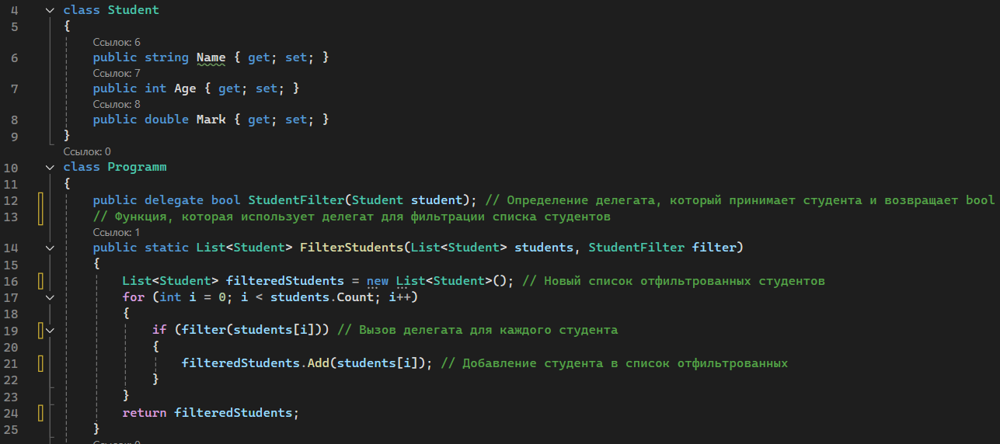 4 class Student
5 {
Ссылок: 6
6 public string Name { get; set; }
Ссылок: 7
7 public int Age { get; set; }
Ссылок: 8
8 public double Mark { get; set; }
9 }
Ссылок: 0
10 class Programm
11 {
12 public delegate bool StudentFilter(Student student); // Определение делегата, который принимает студента и возвращает bool
13 // Функция, которая использует делегат для фильтрации списка студентов
Ссылок: 1
14 public static List<Student> FilterStudents(List<Student> students, StudentFilter filter)
15 {
16 List<Student> filteredStudents = new List<Student>(); // Новый список отфильтрованных студентов
17 for (int i = 0; i < students.Count; i++)
18 {
19 if (filter(students[i])) // Вызов делегата для каждого студента
20 {
21 filteredStudents.Add(students[i]); // Добавление студента в список отфильтрованных
22 }
23 }
24 return filteredStudents;
25 }
Ссылок: 0